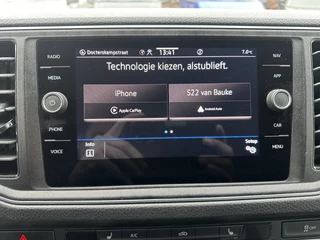 Docterskampstraat 13:41 7.0°C
RADIO
MEDIA
PHONE
VOICE
Technologie kiezen, alstublieft.
iPhone
Apple CarPlay
S22 van Bauke
Android Auto
Info
Setup
NAV
APP
CAR
MENU
A/C
OFF